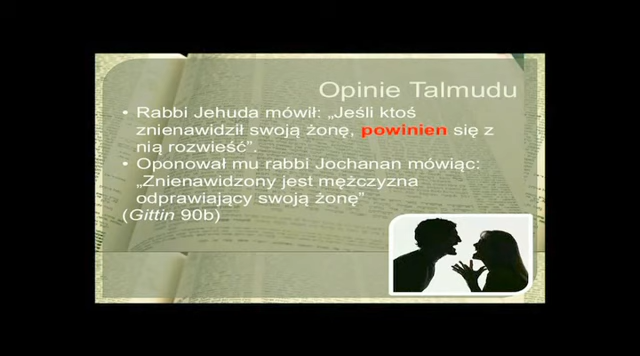 Opinie Talmudu
• Rabbi Jehuda mówił: „Jeśli ktoś
znienawidził swoją żonę, powinien się z
nią rozwieść”.
• Oponował mu rabbi Jochanan mówiąc:
„Znienawidzony jest mężczyzna
odprawiający swoją żonę”
(Gittin 90b)